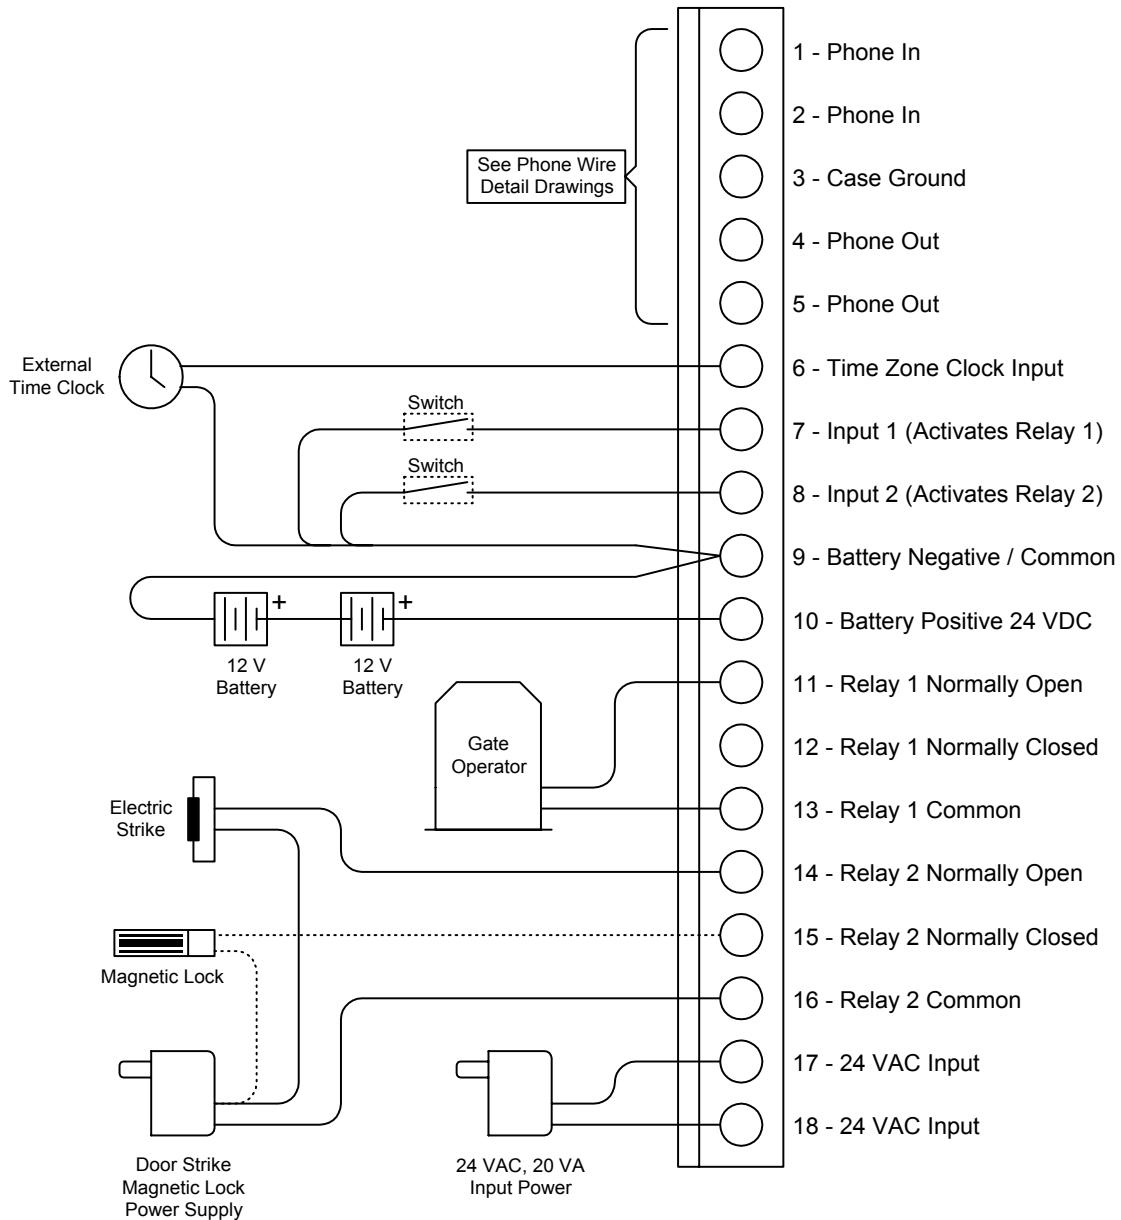 1 - Phone In
2 - Phone In
See Phone Wire
Detail Drawings
3 - Case Ground
4 - Phone Out
5 - Phone Out
External
Time Clock
6 - Time Zone Clock Input
Switch
7 - Input 1 (Activates Relay 1)
Switch
8 - Input 2 (Activates Relay 2)
9 - Battery Negative / Common
+
+
10 - Battery Positive 24 VDC
12 V
Battery
12 V
Battery
11 - Relay 1 Normally Open
Gate
Operator
12 - Relay 1 Normally Closed
Electric
Strike
13 - Relay 1 Common
14 - Relay 2 Normally Open
15 - Relay 2 Normally Closed
Magnetic Lock
16 - Relay 2 Common
17 - 24 VAC Input
18 - 24 VAC Input
Door Strike
Magnetic Lock
Power Supply
24 VAC, 20 VA
Input Power